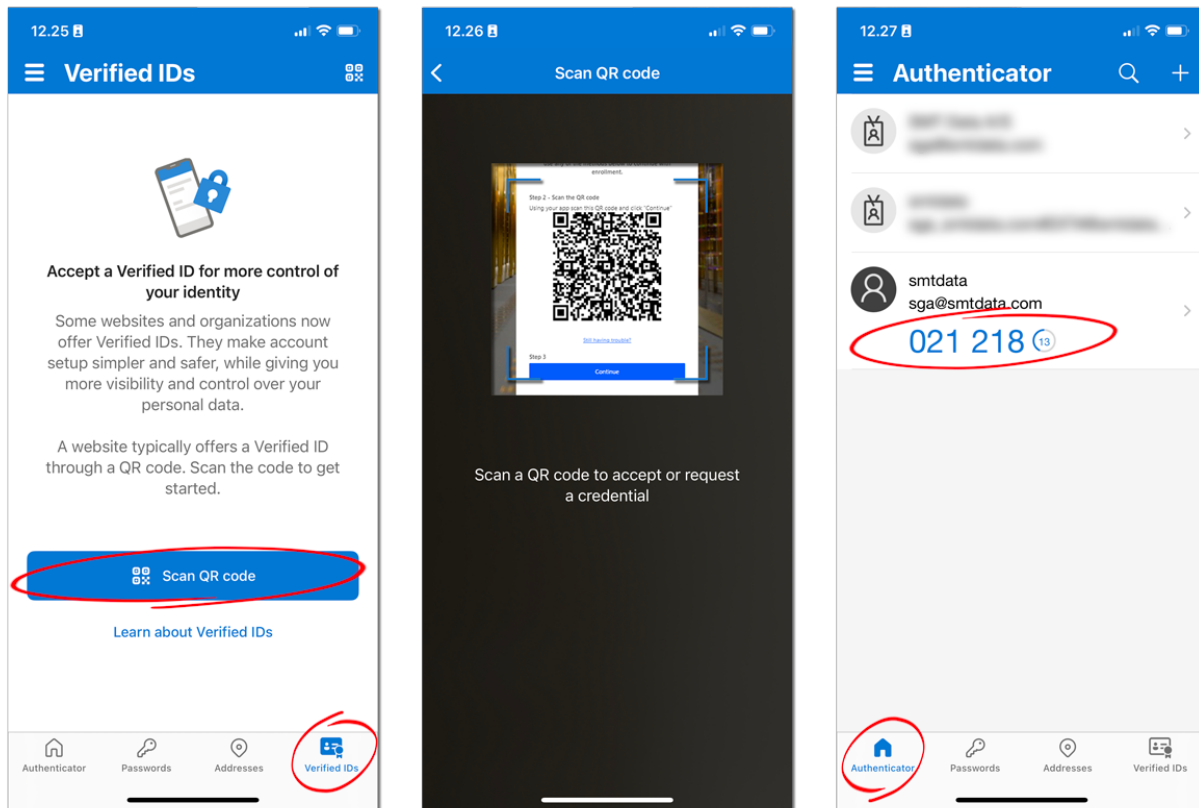 12.25
Verified IDs
Accept a Verified ID for more control of
your identity
Some websites and organizations now
offer Verified IDs. They make account
setup simpler and safer, while giving you
more visibility and control over your
personal data.
A website typically offers a Verified ID
through a QR code. Scan the code to get
started.
Scan QR code
Learn about Verified IDs
Authenticator
Passwords
Addresses
Verified IDs
12.26
Scan QR code
enrollment.
Step 2 - Scan the QR code
Using your app scan this QR code and click "Continue"
Still having trouble?
Step 3
Continue
Scan a QR code to accept or request
a credential
12.27
Authenticator
smtdata
sga@smtdata.com
021 218 13
Authenticator
Passwords
Addresses
Verified IDs